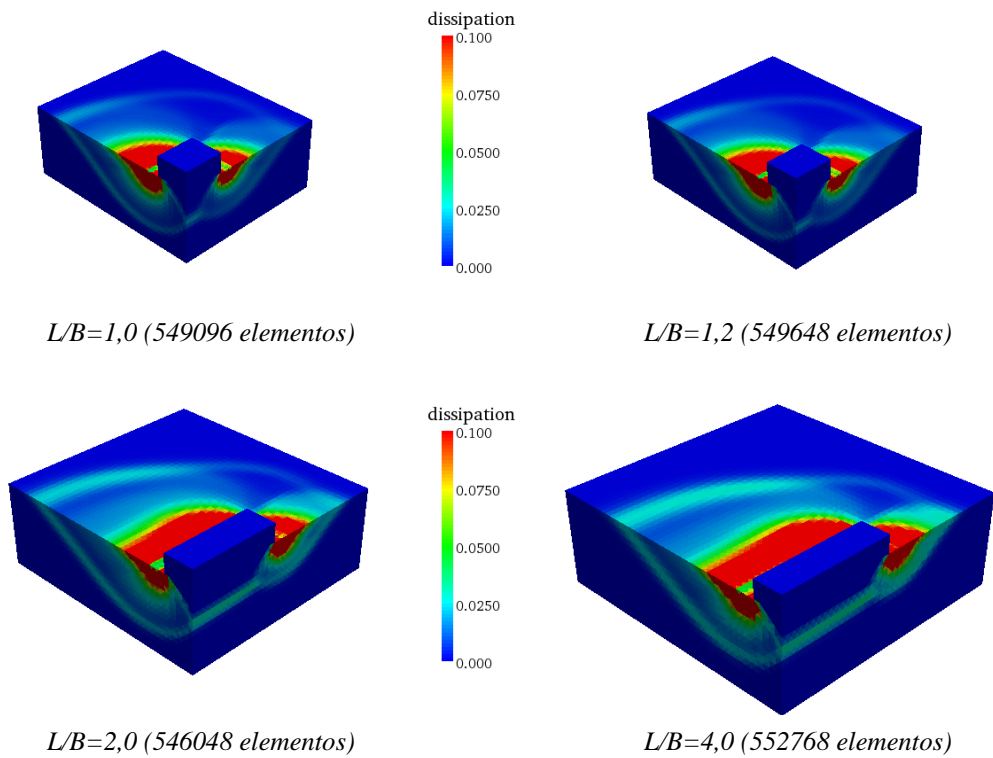 dissipation
0.100
0.0750
0.0500
0.0250
0.000
L/B=1,0 (549096 elementos)
L/B=1,2 (549648 elementos)
dissipation
0.100
0.0750
0.0500
0.0250
0.000
L/B=2,0 (546048 elementos)
L/B=4,0 (552768 elementos)